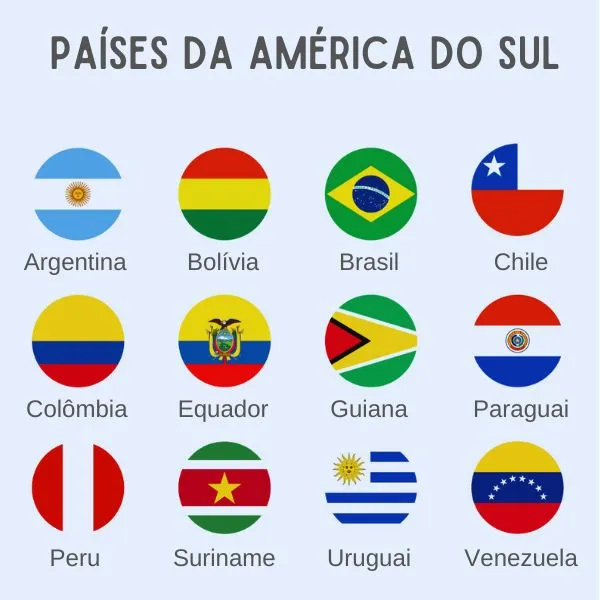 PAÍSES DA AMÉRICA DO SUL
Argentina Bolívia Brasil Chile
Colômbia Equador Guiana Paraguai
Peru Suriname Uruguai Venezuela